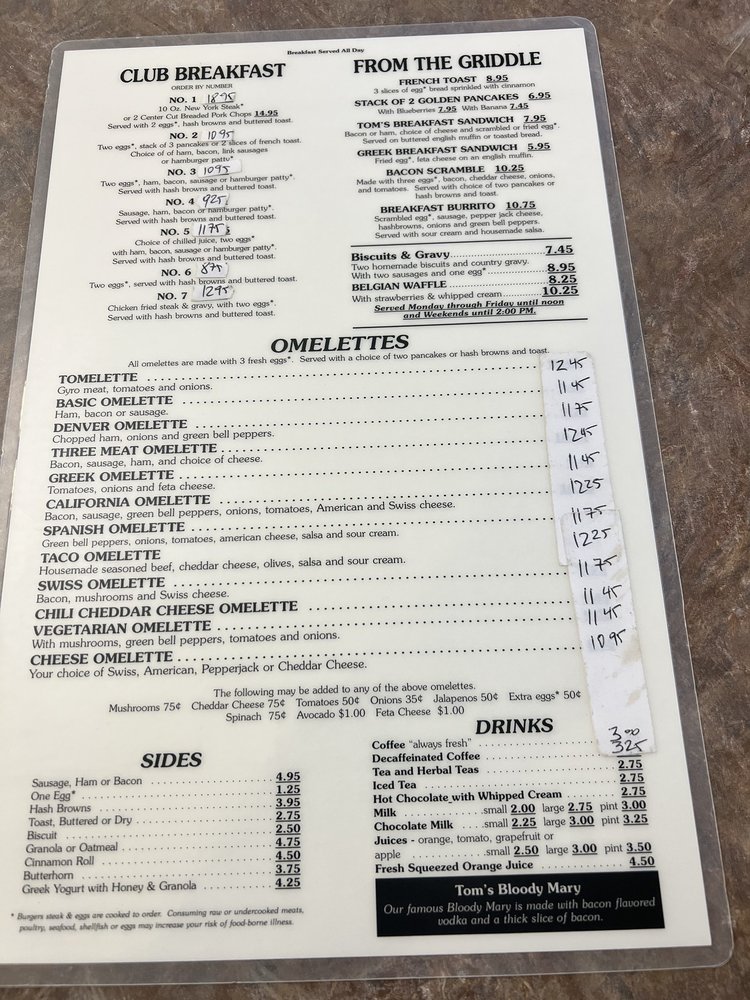 Breakfast Served All Day
CLUB BREAKFAST
ORDER BY NUMBER
NO. 1 1895
10 Oz. New York Steak*
or 2 Center Cut Breaded Pork Chops 14.95
Served with 2 eggs*, hash browns and buttered toast.
NO. 2 1095
Two eggs*, stack of 3 pancakes or 2 slices of french toast.
Choice of ham, bacon, link sausages
or hamburger patty*
NO. 3 1095
Two eggs*, ham, bacon, sausage or hamburger patty*.
Served with hash browns and buttered toast.
NO. 4 925
Sausage, ham, bacon or hamburger patty*.
Served with hash browns and buttered toast.
NO. 5 1175
Choice of chilled juice, two eggs*
with ham, bacon, sausage or hamburger patty*.
Served with hash browns and buttered toast.
NO. 6 875
Two eggs*, served with hash browns and buttered toast.
NO. 7 1295
Chicken fried steak & gravy, with two eggs*.
Served with hash browns and buttered toast.
FROM THE GRIDDLE
FRENCH TOAST 8.95
3 slices of egg* bread sprinkled with cinnamon
STACK OF 2 GOLDEN PANCAKES 6.95
With Blueberries 7.95 With Banana 7.45
TOM'S BREAKFAST SANDWICH 7.95
Bacon or ham, choice of cheese and scrambled or fried egg*.
Served on buttered english muffin or toasted bread.
GREEK BREAKFAST SANDWICH 5.95
Fried egg*, feta cheese on an english muffin.
BACON SCRAMBLE 10.25
Made with three eggs*, bacon, cheddar cheese, onions,
and tomatoes. Served with choice of two pancakes or
hash browns and toast.
BREAKFAST BURRITO 10.75
Scrambled egg*, sausage, pepper jack cheese,
hashbrowns, onions and green bell peppers.
Served with sour cream and housemade salsa.
Biscuits & Gravy 7.45
Two homemade biscuits and country gravy.
With two sausages and one egg* 8.95
BELGIAN WAFFLE 8.25
With strawberries & whipped cream 10.25
Served Monday through Friday until noon
and Weekends until 2:00 PM.
OMELETTES
All omelettes are made with 3 fresh eggs*. Served with a choice of two pancakes or hash browns and toast.
TOMELETTE 1245
Gyro meat, tomatoes and onions.
BASIC OMELETTE 1145
Ham, bacon or sausage.
DENVER OMELETTE 1175
Chopped ham, onions and green bell peppers.
THREE MEAT OMELETTE 1245
Bacon, sausage, ham, and choice of cheese.
GREEK OMELETTE 1145
Tomatoes, onions and feta cheese.
CALIFORNIA OMELETTE 1225
Bacon, sausage, green bell peppers, onions, tomatoes, American and Swiss cheese.
SPANISH OMELETTE 1175
Green bell peppers, onions, tomatoes, american cheese, salsa and sour cream.
TACO OMELETTE 1225
Housemade seasoned beef, cheddar cheese, olives, salsa and sour cream.
SWISS OMELETTE 1175
Bacon, mushrooms and Swiss cheese.
CHILI CHEDDAR CHEESE OMELETTE 1145
VEGETARIAN OMELETTE 1145
With mushrooms, green bell peppers, tomatoes and onions.
CHEESE OMELETTE 1095
Your choice of Swiss, American, Pepperjack or Cheddar Cheese.
The following may be added to any of the above omelettes.
Mushrooms 75¢ Cheddar Cheese 75¢ Tomatoes 50¢ Onions 35¢ Jalapenos 50¢ Extra eggs* 50¢
Spinach 75¢ Avocado $1.00 Feta Cheese $1.00
SIDES
Sausage, Ham or Bacon 4.95
One Egg* 1.25
Hash Browns 3.95
Toast, Buttered or Dry 2.75
Biscuit 2.50
Granola or Oatmeal 4.75
Cinnamon Roll 4.50
Butterhorn 3.75
Greek Yogurt with Honey & Granola 4.25
* Burgers steak & eggs are cooked to order. Consuming raw or undercooked meats,
poultry, seafood, shellfish or eggs may increase your risk of food-borne illness.
DRINKS
Coffee "always fresh" 3.00
Decaffeinated Coffee 325
Tea and Herbal Teas 2.75
Iced Tea 2.75
Hot Chocolate with Whipped Cream 2.75
Milk small 2.00 large 2.75 pint 3.00
Chocolate Milk small 2.25 large 3.00 pint 3.25
Juices - orange, tomato, grapefruit or
apple small 2.50 large 3.00 pint 3.50
Fresh Squeezed Orange Juice 4.50
Tom's Bloody Mary
Our famous Bloody Mary is made with bacon flavored
vodka and a thick slice of bacon.